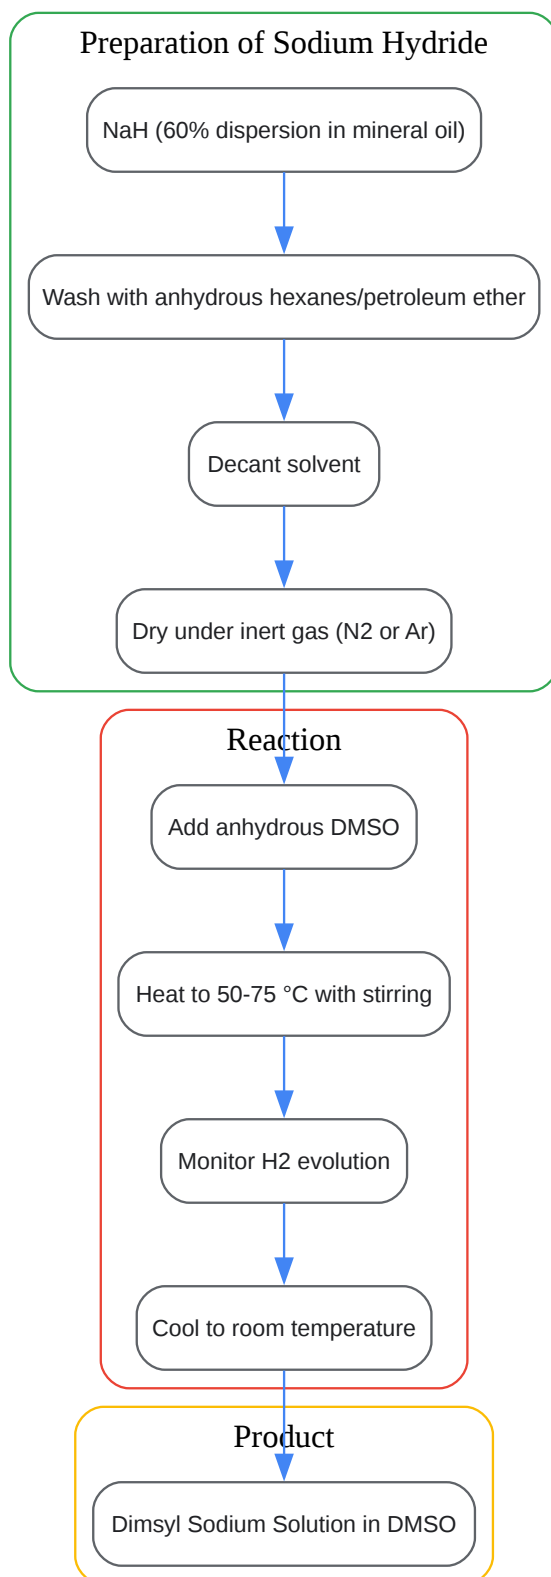 Preparation of Sodium Hydride
NaH (60% dispersion in mineral oil)
Wash with anhydrous hexanes/petroleum ether
Decant solvent
Dry under inert gas (N2 or Ar)
Reaction
Add anhydrous DMSO
Heat to 50-75 °C with stirring
Monitor H2 evolution
Cool to room temperature
Product
Dimsyl Sodium Solution in DMSO